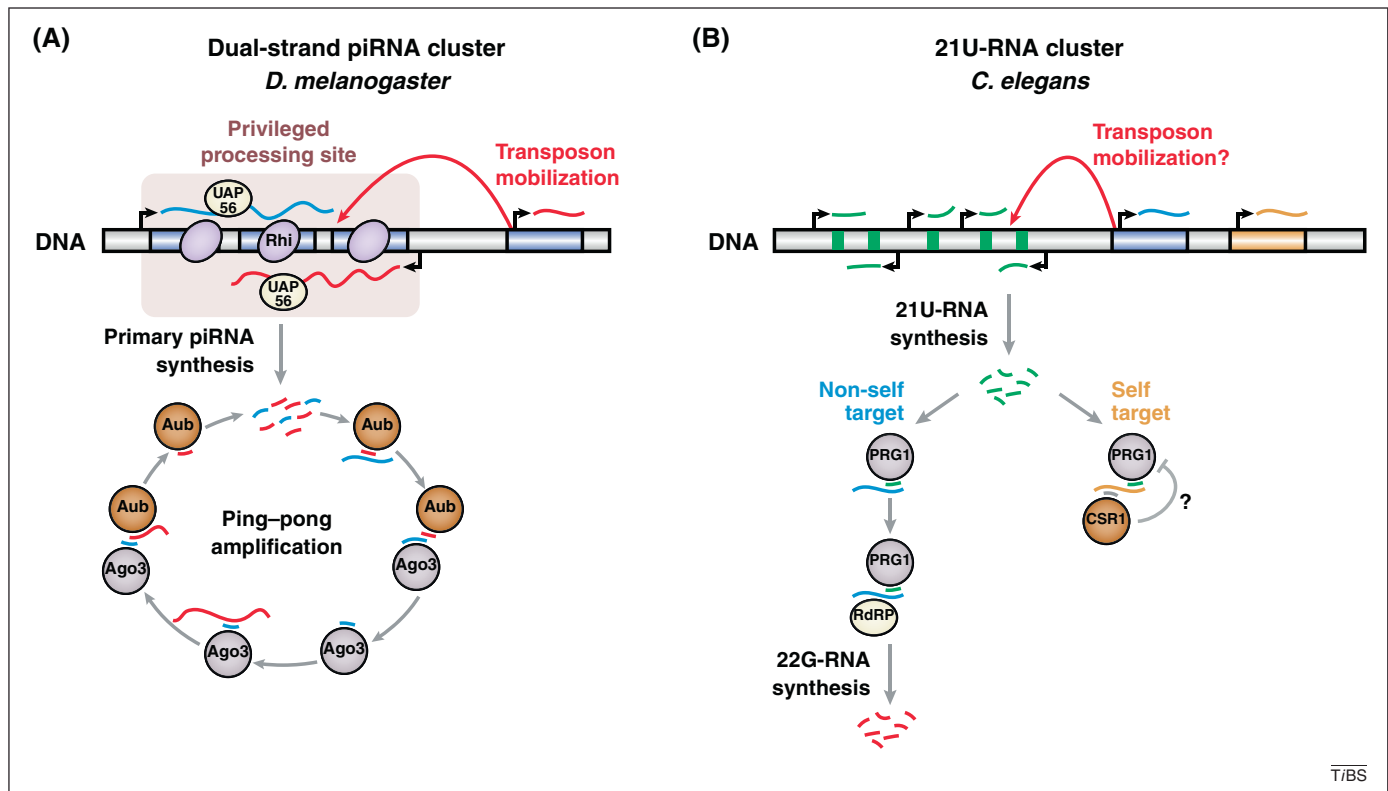 (A)
Dual-strand piRNA cluster
D. melanogaster
Privileged
processing site
Transposon
mobilization
UAP
56
DNA
Rhi
UAP
56
Primary piRNA
synthesis
Aub
Aub
Aub
Aub
Ping–pong
amplification
Ago3
Ago3
Ago3
Ago3
(B)
21U-RNA cluster
C. elegans
Transposon
mobilization?
DNA
21U-RNA
synthesis
Non-self
target
Self
target
PRG1
PRG1
CSR1
?
PRG1
RdRP
22G-RNA
synthesis
TiBS